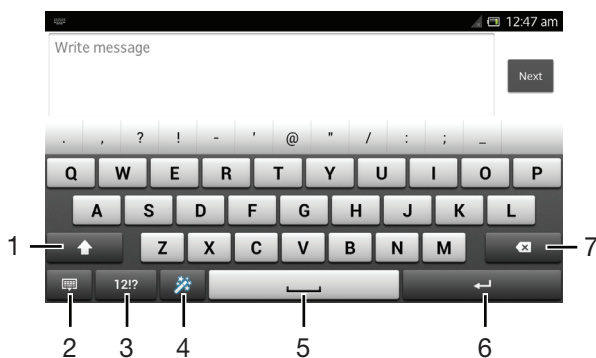 12:47 am
Write message
Next
. , ? ! - ' @ " / : ; _
Q W E R T Y U I O P
A S D F G H J K L
1 Z X C V B N M 7
12!?
2 3 4 5 6